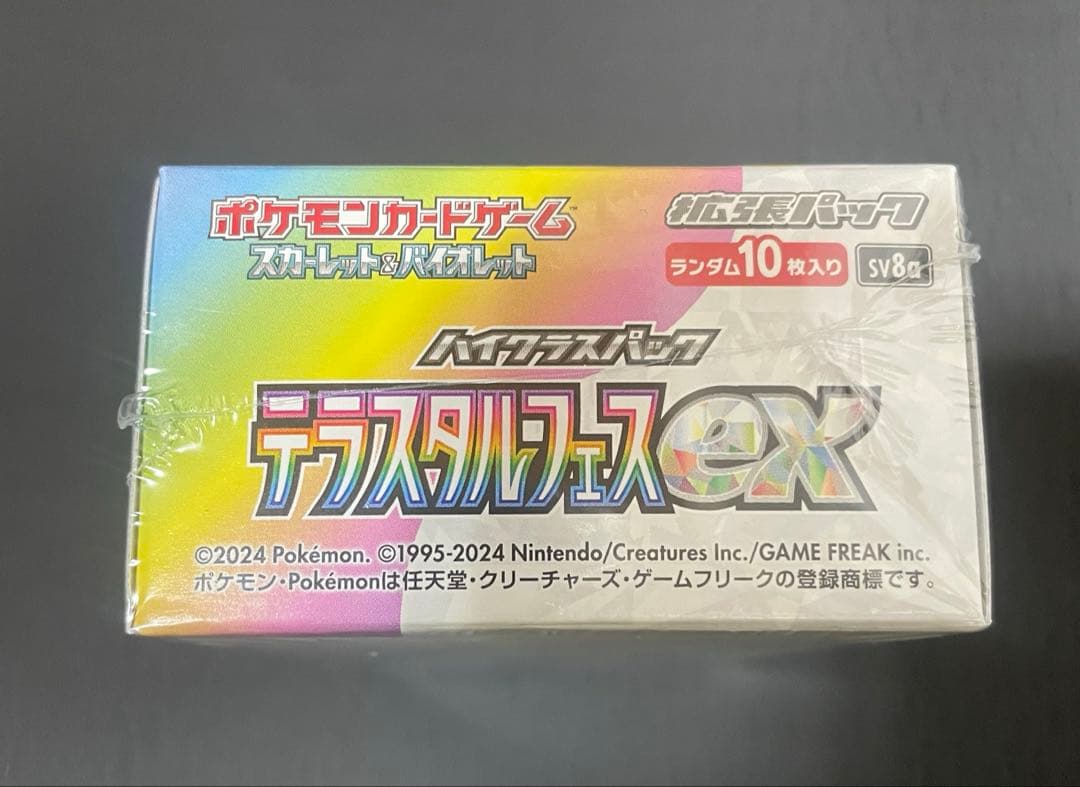 ポケモンカードゲーム™
スカーレット&バイオレット
拡張パック
ランダム10枚入り SV8a
ハイクラスパック
テラスタル・フェスex
©2024 Pokémon. ©1995-2024 Nintendo/Creatures Inc./GAME FREAK inc.
ポケモン・Pokémonは任天堂・クリーチャーズ・ゲームフリークの登録商標です。